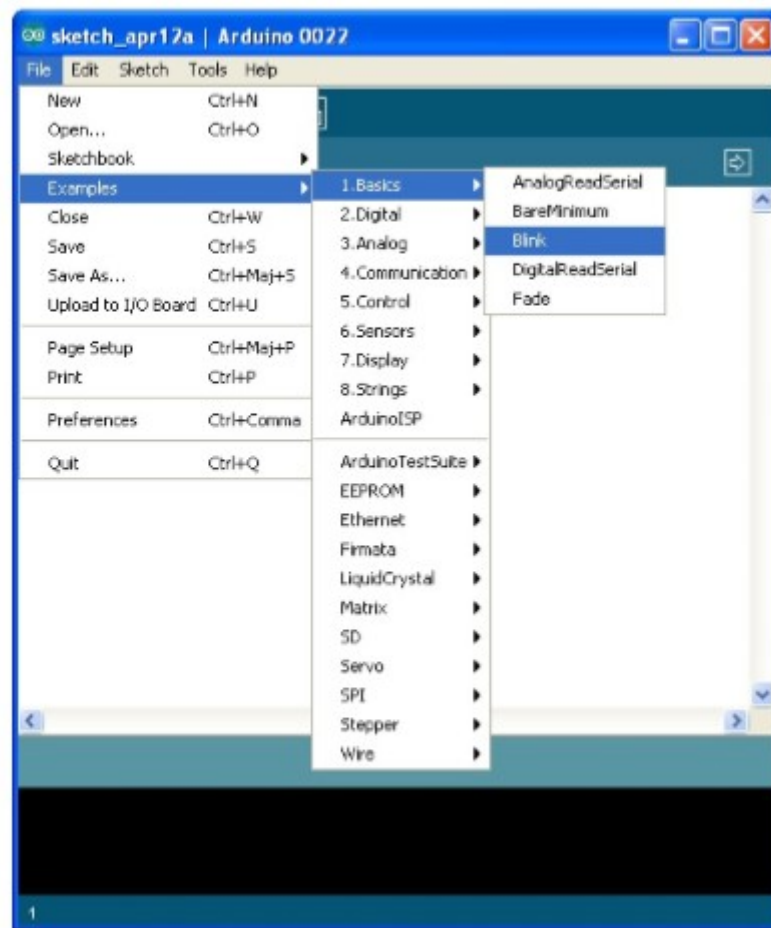 sketch_apr12a | Arduino 0022
File Edit Sketch Tools Help
New Ctrl+N
Open... Ctrl+O
Sketchbook
Examples
Close Ctrl+W
Save Ctrl+S
Save As... Ctrl+Maj+S
Upload to I/O Board Ctrl+U
Page Setup Ctrl+Maj+P
Print Ctrl+P
Preferences Ctrl+Comma
Quit Ctrl+Q
1.Basics
2.Digital
3.Analog
4.Communication
5.Control
6.Sensors
7.Display
8.Strings
ArduinoISP
ArduinoTestSuite
EEPROM
Ethernet
Firmata
LiquidCrystal
Matrix
SD
Servo
SPI
Stepper
Wire
AnalogReadSerial
BareMinimum
Blink
DigitalReadSerial
Fade
1